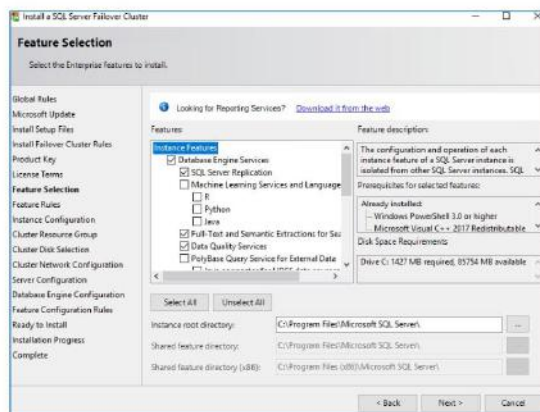 Install a SQL Server Failover Cluster
Feature Selection
Select the Enterprise features to install.
Global Rules
Microsoft Update
Install Setup Files
Install Failover Cluster Rules
Product Key
License Terms
Feature Selection
Feature Rules
Instance Configuration
Cluster Resource Group
Cluster Disk Selection
Cluster Network Configuration
Server Configuration
Database Engine Configuration
Feature Configuration Rules
Ready to Install
Installation Progress
Complete
Looking for Reporting Services? Download it from the web
Features:
Instance Features
Database Engine Services
SQL Server Replication
Machine Learning Services and Language
R
Python
Java
Full-Text and Semantic Extractions for Sea
Data Quality Services
PolyBase Query Service for External Data
Feature description:
The configuration and operation of each
instance feature of a SQL Server instance is
isolated from other SQL Server instances. SQL
Prerequisites for selected features:
Already installed:
Windows PowerShell 3.0 or higher
Microsoft Visual C++ 2017 Redistributable
Disk Space Requirements
Drive C: 1427 MB required, 85754 MB available
Select All Unselect All
Instance root directory: C:\Program Files\Microsoft SQL Server\ ...
Shared feature directory: C:\Program Files\Microsoft SQL Server\
Shared feature directory (x86): C:\Program Files (x86)\Microsoft SQL Server\
< Back Next > Cancel